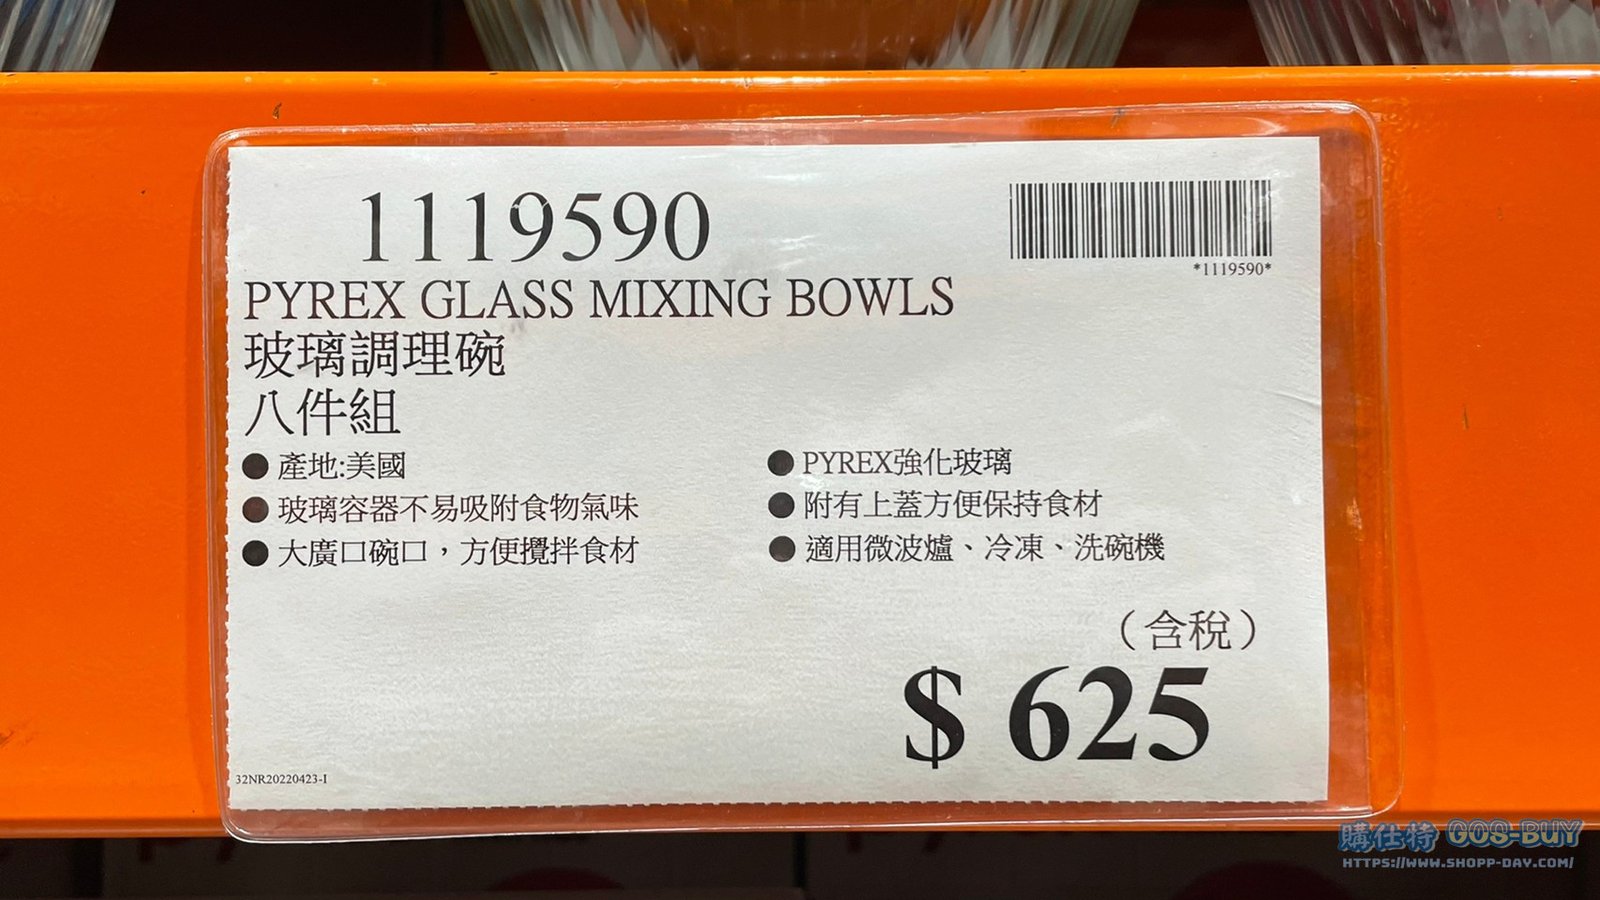 1119590
*1119590*
PYREX GLASS MIXING BOWLS
玻璃調理碗
八件組
● 產地:美國
● 玻璃容器不易吸附食物氣味
● 大廣口碗口，方便攪拌食材
● PYREX強化玻璃
● 附有上蓋方便保持食材
● 適用微波爐、冷凍、洗碗機
（含稅）
$ 625
32NR20220423-I
購仕特 GOS-BUY
HTTPS://WWW.SHOPP-DAY.COM/